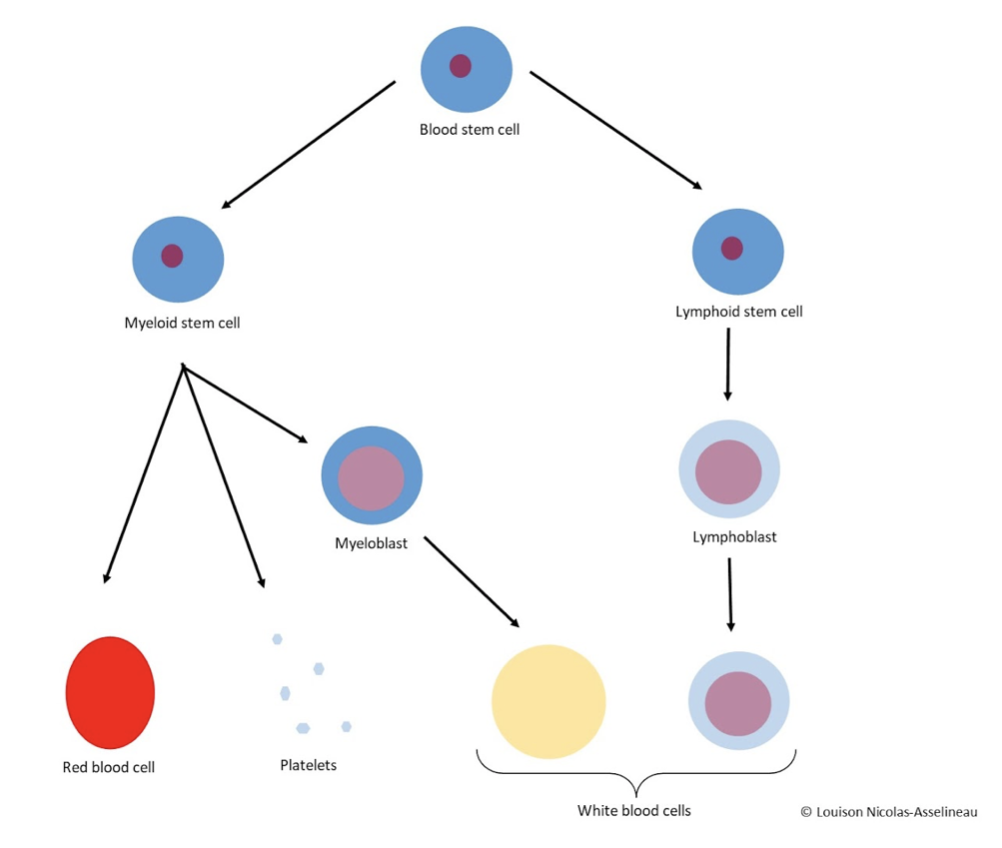 Blood stem cell
Myeloid stem cell
Lymphoid stem cell
Myeloblast
Lymphoblast
Red blood cell
Platelets
White blood cells
© Louison Nicolas-Asselineau